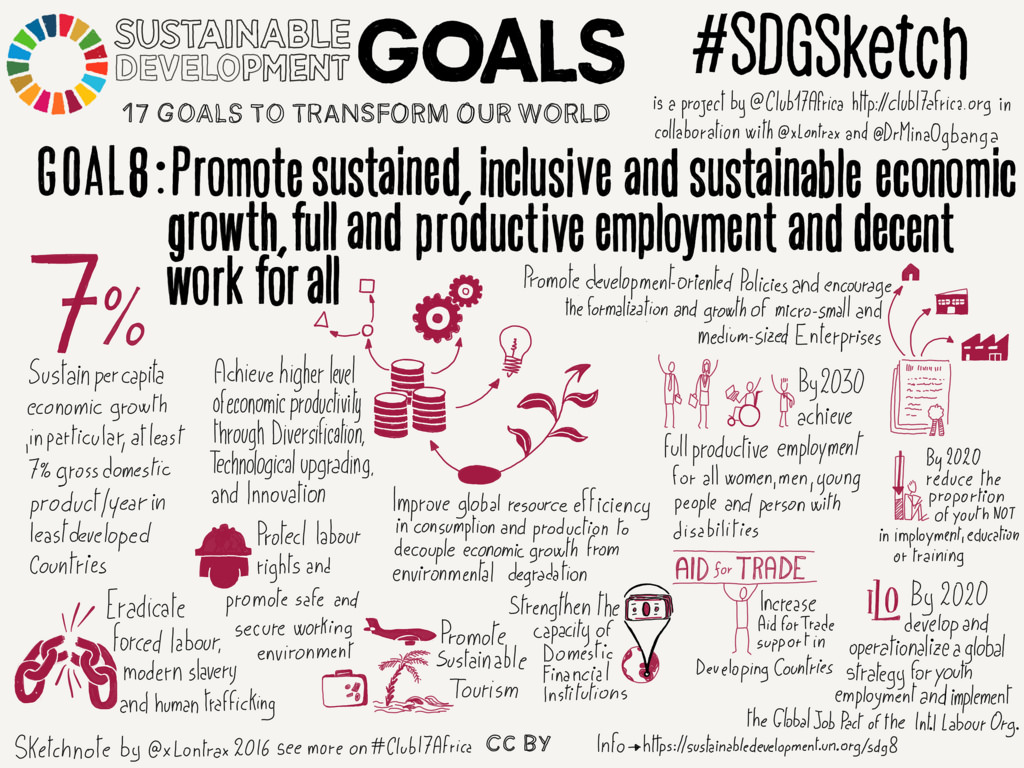 SUSTAINABLE
DEVELOPMENT
GOALS
17 GOALS TO TRANSFORM OUR WORLD
#SDGSketch
is a project by @Club17Africa http://club17africa.org in
collaboration with @xLontrax and @DrMinaOgbanga
GOAL8: Promote sustained, inclusive and sustainable economic
growth, full and productive employment and decent
work for all
7%
Sustain per capita
economic growth
,in particular, at least
7% gross domestic
product/year in
least developed
Countries
Achieve higher level
of economic productivity
through Diversification,
Technological upgrading,
and Innovation
Promote development-oriented Policies and encourage
the formalization and growth of micro-small and
medium-sized Enterprises
By 2030
achieve
full productive employment
for all women, men, young
people and person with
disabilities
By 2020
reduce the
proportion
of youth NOT
in imployment, education
or training
Improve global resource efficiency
in consumption and production to
decouple economic growth from
environmental degradation
Protect labour
rights and
promote safe and
secure working
environment
Eradicate
forced labour,
modern slavery
and human trafficking
Promote
Sustainable
Tourism
Strengthen the
capacity of
Domestic
Financial
Institutions
AID for TRADE
Increase
Aid for Trade
support in
Developing Countries
ILO
By 2020
develop and
operationalize a global
strategy for youth
employment and implement
the Global Job Pact of the Int.l Labour Org.
Sketchnote by @xLontrax 2016 see more on #Club17Africa CC BY
Info→https://sustainabledevelopment.un.org/sdg8